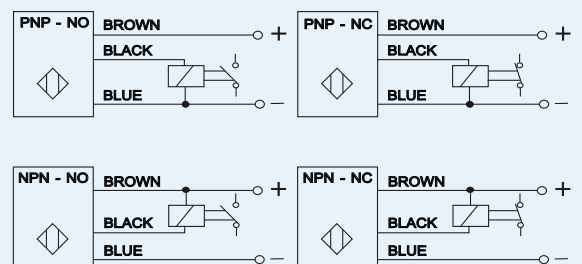 PNP - NO
BROWN
+
BLACK
BLUE
−
PNP - NC
BROWN
+
BLACK
BLUE
−
NPN - NO
BROWN
+
BLACK
BLUE
−
NPN - NC
BROWN
+
BLACK
BLUE
−